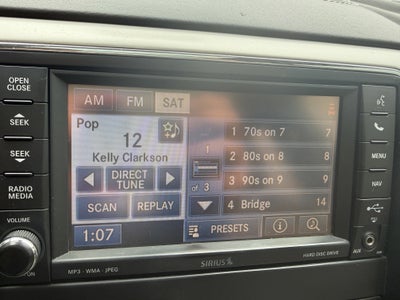 OPEN
CLOSE
SEEK
SEEK
RADIO
MEDIA
VOLUME
ON
AM
FM
SAT
Pop
12
Kelly Clarkson
DIRECT
TUNE
SCAN
REPLAY
1:07
1
of 3
1 70s on 7 7
2 80s on 8 8
3 90s on 9 9
4 Bridge 14
PRESETS
MENU
NAV
AUX
MP3 · WMA · JPEG
SIRIUS
HARD DISC DRIVE